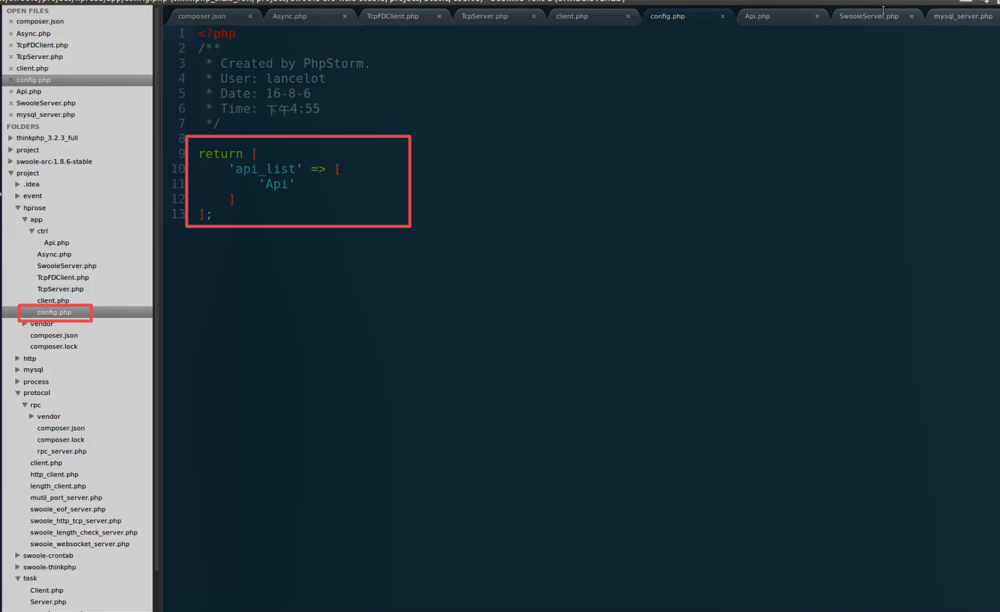 OPEN FILES
composer.json
Async.php
TcpFDClient.php
TcpServer.php
client.php
config.php
Api.php
SwooleServer.php
mysql_server.php
FOLDERS
thinkphp_3.2.3_full
project
swoole-src-1.8.6-stable
project
.idea
event
hprose
app
ctrl
Api.php
Async.php
SwooleServer.php
TcpFDClient.php
TcpServer.php
client.php
config.php
vendor
composer.json
composer.lock
http
mysql
process
protocol
rpc
vendor
composer.json
composer.lock
rpc_server.php
client.php
http_client.php
length_client.php
mutil_port_server.php
swoole_eof_server.php
swoole_http_tcp_server.php
swoole_length_check_server.php
swoole_websocket_server.php
swoole-crontab
swoole-thinkphp
task
Client.php
Server.php
composer.json × Async.php × TcpFDClient.php × TcpServer.php × client.php × config.php × Api.php × SwooleServer.php × mysql_server.php
1 <?php
2 /**
3 * Created by PhpStorm.
4 * User: lancelot
5 * Date: 16-8-6
6 * Time: 下午4:55
7 */
8
9 return [
10 'api_list' => [
11 'Api'
12 ]
13 ];